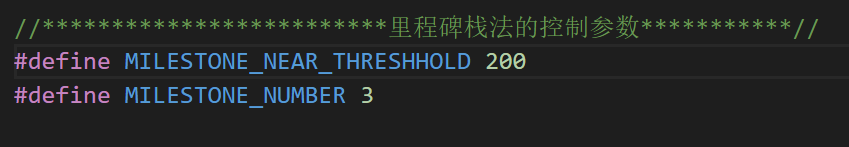 //*************************里程碑栈法的控制参数***********//
#define MILESTONE_NEAR_THRESHHOLD 200
#define MILESTONE_NUMBER 3